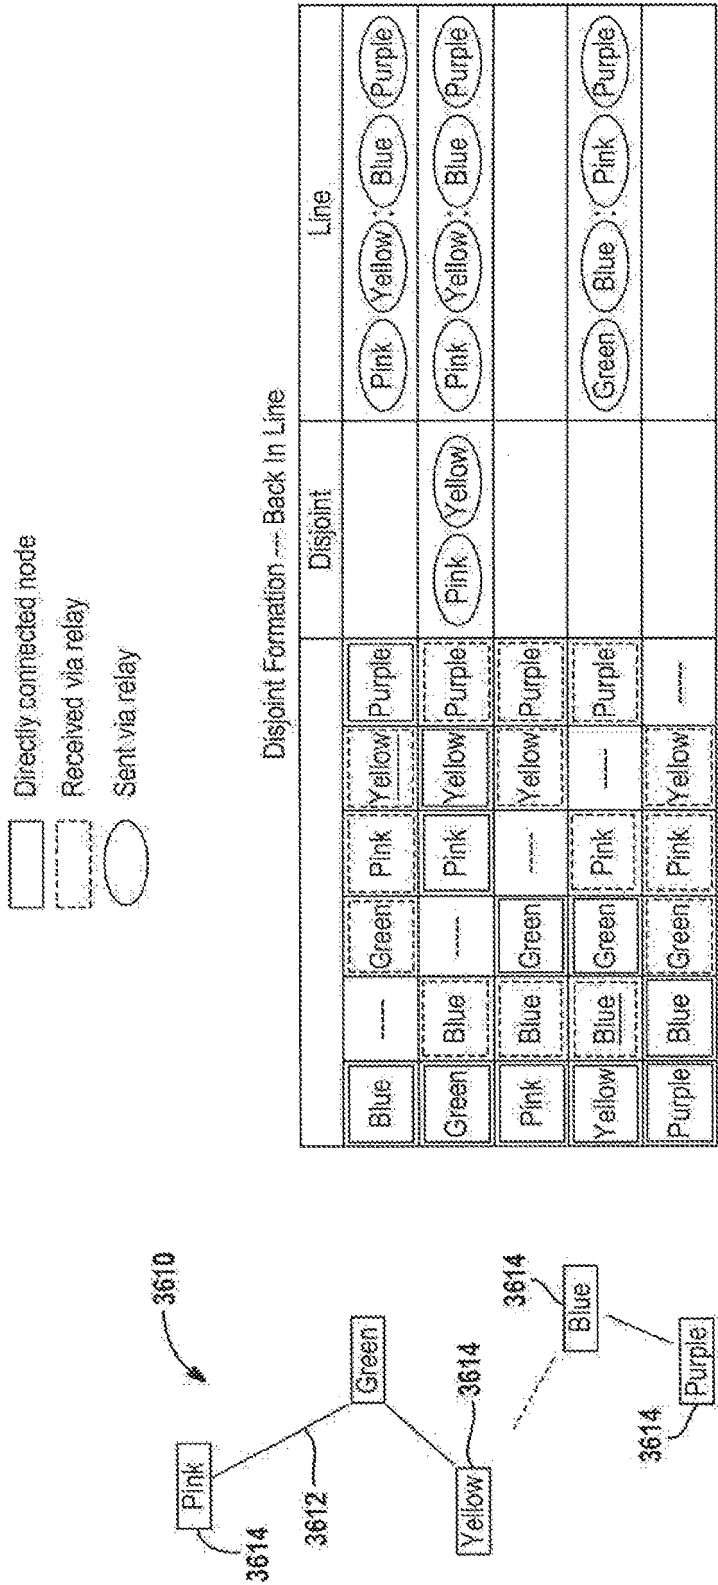 Directly connected node
Received via relay
Sent via relay
Disjoint Formation --- Back In Line
Disjoint Line
Blue ---- Green Pink Yellow Purple Pink Yellow : Blue Purple
Green Blue ---- Pink Yellow Purple Pink Yellow Pink Yellow : Blue Purple
Pink Blue Green ---- Yellow Purple
Yellow Blue Green Pink ---- Purple Green Blue : Pink Purple
Purple Blue Green Pink Yellow ----
3610
Pink
3614
3612
Green
Yellow
3614
3614
Blue
3614
Purple